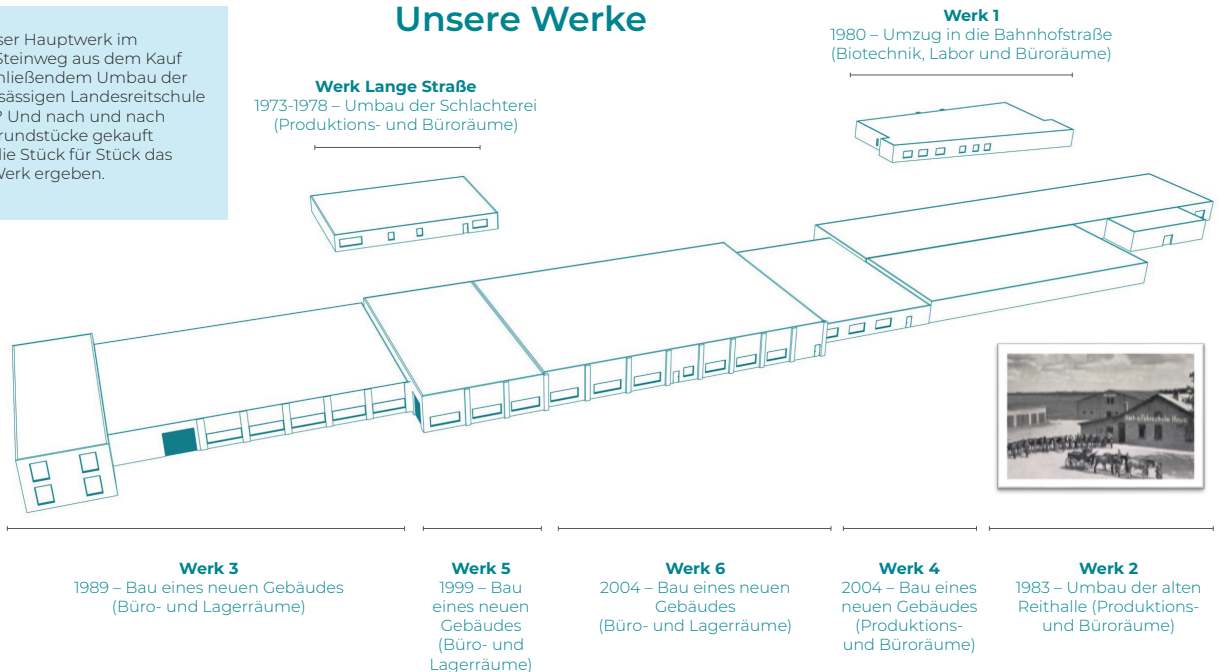 Unsere Werke
ser Hauptwerk im
Steinweg aus dem Kauf
hließendem Umbau der
sässigen Landesreitschule
? Und nach und nach
rundstücke gekauft
lie Stück für Stück das
Werk ergeben.
Werk Lange Straße
1973-1978 – Umbau der Schlachterei
(Produktions- und Büroräume)
Werk 1
1980 – Umzug in die Bahnhofstraße
(Biotechnik, Labor und Büroräume)
Werk 3
1989 – Bau eines neuen Gebäudes
(Büro- und Lagerräume)
Werk 5
1999 – Bau
eines neuen
Gebäudes
(Büro- und
Lagerräume)
Werk 6
2004 – Bau eines neuen
Gebäudes
(Büro- und Lagerräume)
Werk 4
2004 – Bau eines
neuen Gebäudes
(Produktions-
und Büroräume)
Werk 2
1983 – Umbau der alten
Reithalle (Produktions-
und Büroräume)